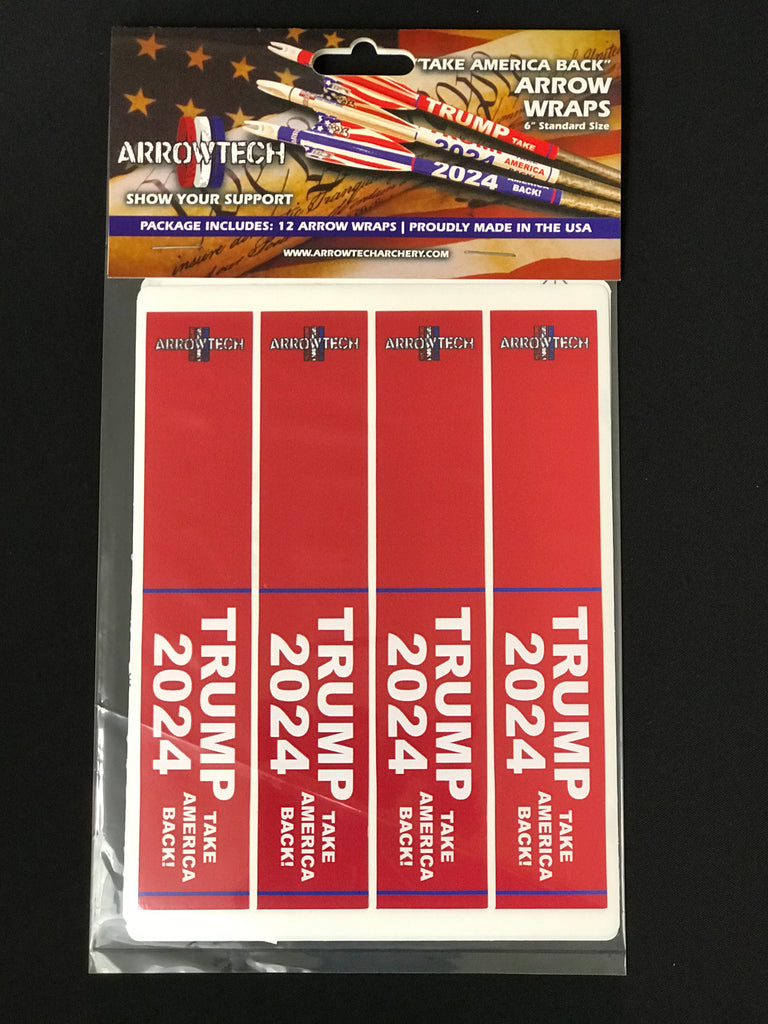 "TAKE AMERICA BACK"
ARROW
WRAPS
6" Standard Size
TRUMP TAKE
2024 AMERICA
2024 BACK!
ARROWTECH
SHOW YOUR SUPPORT
PACKAGE INCLUDES: 12 ARROW WRAPS | PROUDLY MADE IN THE USA
insure
WWW.ARROWTECHARCHERY.COM
ARROWTECH
ARROWTECH
ARROWTECH
ARROWTECH
TRUMP
2024
TAKE
AMERICA
BACK!
TRUMP
2024
TAKE
AMERICA
BACK!
TRUMP
2024
TAKE
AMERICA
BACK!
TRUMP
2024
TAKE
AMERICA
BACK!